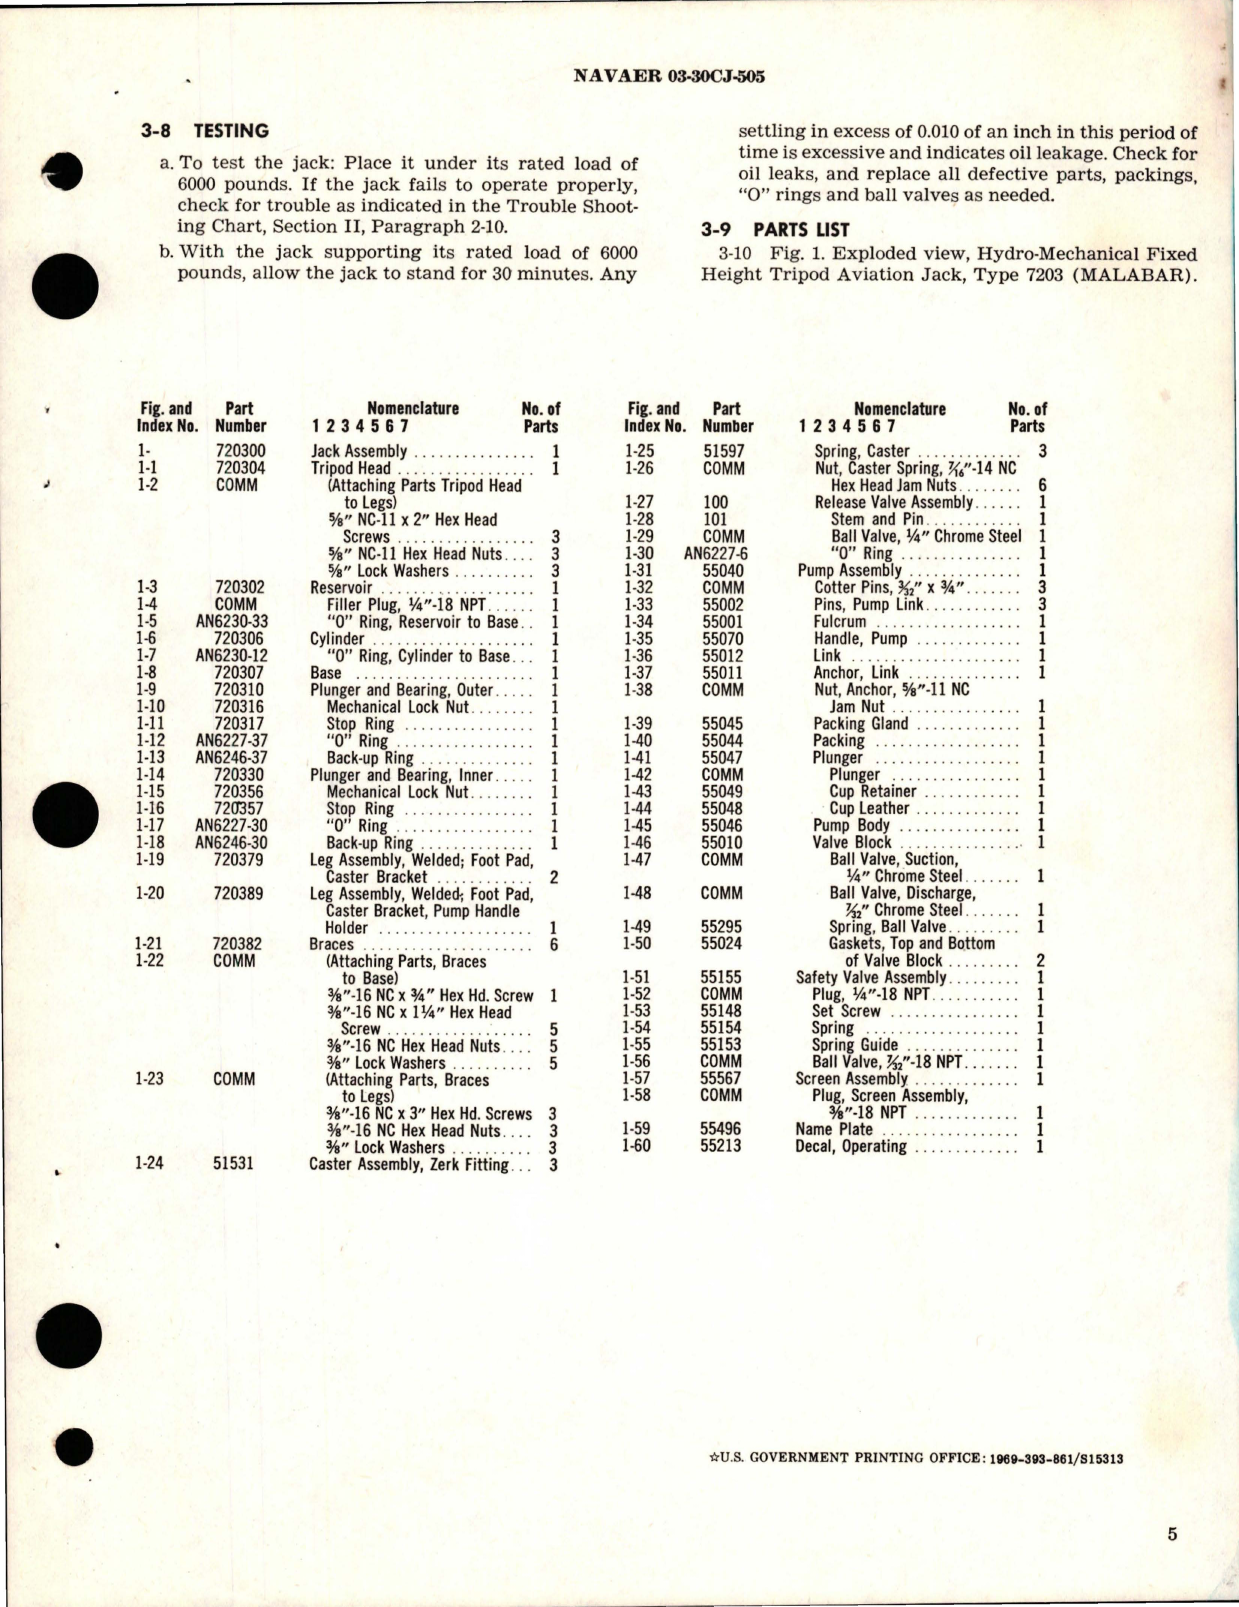 NAVAER 03-30CJ-505
3-8 TESTING
a. To test the jack: Place it under its rated load of
6000 pounds. If the jack fails to operate properly,
check for trouble as indicated in the Trouble Shoot-
ing Chart, Section II, Paragraph 2-10.
b. With the jack supporting its rated load of 6000
pounds, allow the jack to stand for 30 minutes. Any
settling in excess of 0.010 of an inch in this period of
time is excessive and indicates oil leakage. Check for
oil leaks, and replace all defective parts, packings,
"O" rings and ball valves as needed.
3-9 PARTS LIST
3-10 Fig. 1. Exploded view, Hydro-Mechanical Fixed
Height Tripod Aviation Jack, Type 7203 (MALABAR).
Fig. and Part Nomenclature No. of
Index No. Number 1 2 3 4 5 6 7 Parts
1- 720300 Jack Assembly . . . . . . . . . . . . . . . 1
1-1 720304 Tripod Head . . . . . . . . . . . . . . . . . 1
1-2 COMM (Attaching Parts Tripod Head
to Legs)
⅝" NC-11 x 2" Hex Head
Screws . . . . . . . . . . . . . . . . . 3
⅝" NC-11 Hex Head Nuts . . . . 3
⅝" Lock Washers . . . . . . . . . . 3
1-3 720302 Reservoir . . . . . . . . . . . . . . . . . . . 1
1-4 COMM Filler Plug, ¼"-18 NPT . . . . . . 1
1-5 AN6230-33 "O" Ring, Reservoir to Base . . 1
1-6 720306 Cylinder . . . . . . . . . . . . . . . . . . . . 1
1-7 AN6230-12 "O" Ring, Cylinder to Base . . . 1
1-8 720307 Base . . . . . . . . . . . . . . . . . . . . . . 1
1-9 720310 Plunger and Bearing, Outer . . . . . 1
1-10 720316 Mechanical Lock Nut . . . . . . . . 1
1-11 720317 Stop Ring . . . . . . . . . . . . . . . . 1
1-12 AN6227-37 "O" Ring . . . . . . . . . . . . . . . . . 1
1-13 AN6246-37 Back-up Ring . . . . . . . . . . . . . . 1
1-14 720330 Plunger and Bearing, Inner . . . . . 1
1-15 720356 Mechanical Lock Nut . . . . . . . . 1
1-16 720357 Stop Ring . . . . . . . . . . . . . . . . 1
1-17 AN6227-30 "O" Ring . . . . . . . . . . . . . . . . . 1
1-18 AN6246-30 Back-up Ring . . . . . . . . . . . . . . 1
1-19 720379 Leg Assembly, Welded; Foot Pad,
Caster Bracket . . . . . . . . . . . . 2
1-20 720389 Leg Assembly, Welded; Foot Pad,
Caster Bracket, Pump Handle
Holder . . . . . . . . . . . . . . . . . . . 1
1-21 720382 Braces . . . . . . . . . . . . . . . . . . . . . 6
1-22 COMM (Attaching Parts, Braces
to Base)
⅜"-16 NC x ¾" Hex Hd. Screw 1
⅜"-16 NC x 1¼" Hex Head
Screw . . . . . . . . . . . . . . . . . . 5
⅜"-16 NC Hex Head Nuts . . . . 5
⅜" Lock Washers . . . . . . . . . . 5
1-23 COMM (Attaching Parts, Braces
to Legs)
⅜"-16 NC x 3" Hex Hd. Screws 3
⅜"-16 NC Hex Head Nuts . . . . 3
⅜" Lock Washers . . . . . . . . . . 3
1-24 51531 Caster Assembly, Zerk Fitting . . . 3
Fig. and Part Nomenclature No. of
Index No. Number 1 2 3 4 5 6 7 Parts
1-25 51597 Spring, Caster . . . . . . . . . . . . . 3
1-26 COMM Nut, Caster Spring, 7/16"-14 NC
Hex Head Jam Nuts . . . . . . . . 6
1-27 100 Release Valve Assembly . . . . . . 1
1-28 101 Stem and Pin . . . . . . . . . . . . 1
1-29 COMM Ball Valve, ¼" Chrome Steel 1
1-30 AN6227-6 "O" Ring . . . . . . . . . . . . . . . 1
1-31 55040 Pump Assembly . . . . . . . . . . . . . . 1
1-32 COMM Cotter Pins, 3/32" x ¾" . . . . . . . 3
1-33 55002 Pins, Pump Link . . . . . . . . . . . . 3
1-34 55001 Fulcrum . . . . . . . . . . . . . . . . . . 1
1-35 55070 Handle, Pump . . . . . . . . . . . . . 1
1-36 55012 Link . . . . . . . . . . . . . . . . . . . . . 1
1-37 55011 Anchor, Link . . . . . . . . . . . . . . 1
1-38 COMM Nut, Anchor, ⅝"-11 NC
Jam Nut . . . . . . . . . . . . . . . . 1
1-39 55045 Packing Gland . . . . . . . . . . . . . 1
1-40 55044 Packing . . . . . . . . . . . . . . . . . . 1
1-41 55047 Plunger . . . . . . . . . . . . . . . . . . 1
1-42 COMM Plunger . . . . . . . . . . . . . . . . 1
1-43 55049 Cup Retainer . . . . . . . . . . . . 1
1-44 55048 Cup Leather . . . . . . . . . . . . . 1
1-45 55046 Pump Body . . . . . . . . . . . . . . . 1
1-46 55010 Valve Block . . . . . . . . . . . . . . . 1
1-47 COMM Ball Valve, Suction,
¼" Chrome Steel . . . . . . . 1
1-48 COMM Ball Valve, Discharge,
7/32" Chrome Steel . . . . . . . 1
1-49 55295 Spring, Ball Valve . . . . . . . . . 1
1-50 55024 Gaskets, Top and Bottom
of Valve Block . . . . . . . . . 2
1-51 55155 Safety Valve Assembly . . . . . . . . . 1
1-52 COMM Plug, ¼"-18 NPT . . . . . . . . . . . 1
1-53 55148 Set Screw . . . . . . . . . . . . . . . . 1
1-54 55154 Spring . . . . . . . . . . . . . . . . . . . 1
1-55 55153 Spring Guide . . . . . . . . . . . . . . 1
1-56 COMM Ball Valve, 7/32"-18 NPT . . . . . . . 1
1-57 55567 Screen Assembly . . . . . . . . . . . . . 1
1-58 COMM Plug, Screen Assembly,
⅜"-18 NPT . . . . . . . . . . . . . 1
1-59 55496 Name Plate . . . . . . . . . . . . . . . . . 1
1-60 55213 Decal, Operating . . . . . . . . . . . . . 1
☆U.S. GOVERNMENT PRINTING OFFICE: 1969-393-861/S15313
5